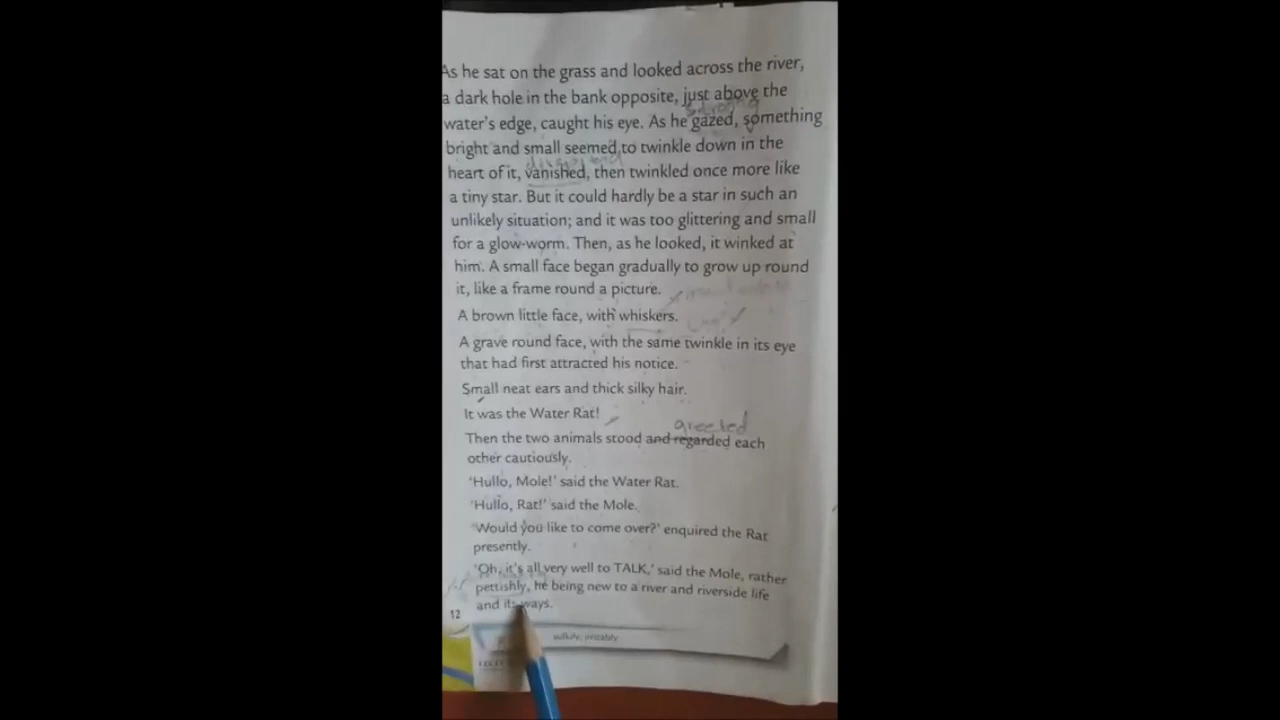 As he sat on the grass and looked across the river,
a dark hole in the bank opposite, just above the
water's edge, caught his eye. As he gazed, something
bright and small seemed to twinkle down in the
heart of it, vanished, then twinkled once more like
a tiny star. But it could hardly be a star in such an
unlikely situation; and it was too glittering and small
for a glow-worm. Then, as he looked, it winked at
him. A small face began gradually to grow up round
it, like a frame round a picture.
A brown little face, with whiskers.
A grave round face, with the same twinkle in its eye
that had first attracted his notice.
Small neat ears and thick silky hair.
It was the Water Rat!
greeted
Then the two animals stood and regarded each
other cautiously.
'Hullo, Mole!' said the Water Rat.
'Hullo, Rat!' said the Mole.
'Would you like to come over?' enquired the Rat
presently.
'Oh, it's all very well to TALK,' said the Mole, rather
pettishly, he being new to a river and riverside life
and its ways.
12
sulkily, irritably